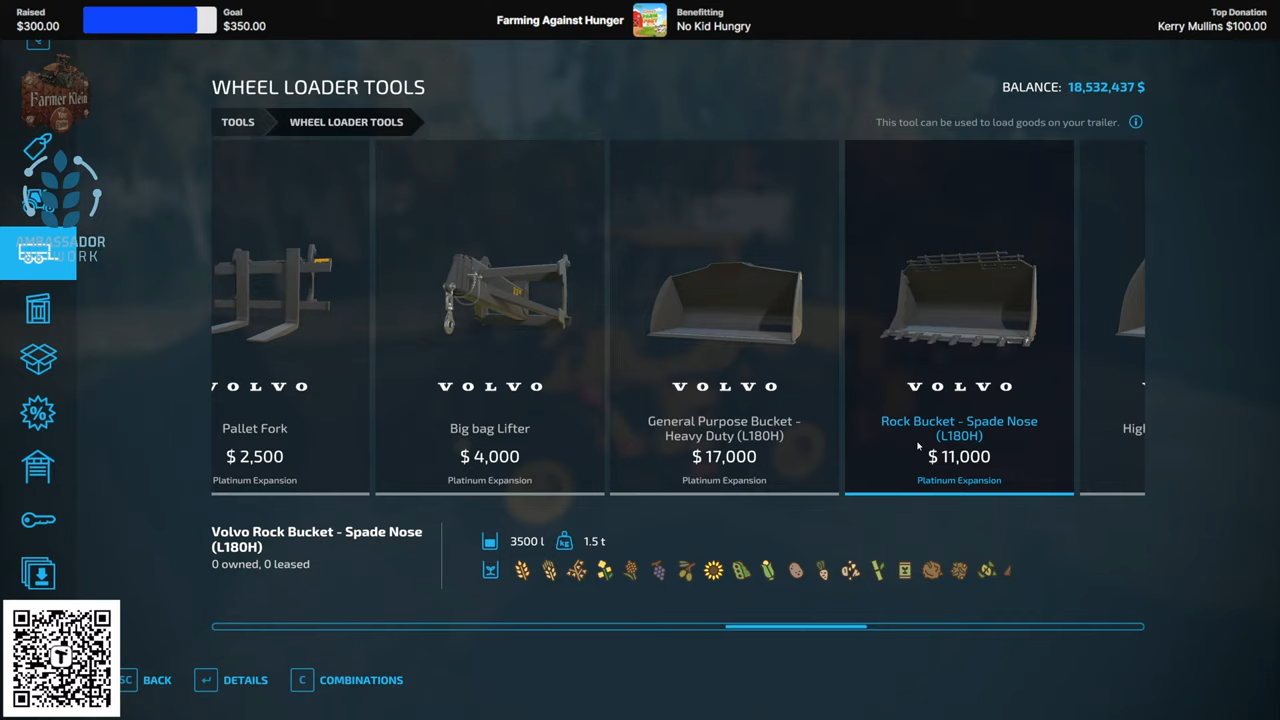 Raised
$300.00
Goal
$350.00
Farming Against Hunger
Benefitting
No Kid Hungry
Top Donation
Kerry Mullins $100.00
Farmer Klein
AMBASSADOR
WHEEL LOADER TOOLS
BALANCE: 18,532,437 $
TOOLS
WHEEL LOADER TOOLS
This tool can be used to load goods on your trailer.
VOLVO
Pallet Fork
$ 2,500
Platinum Expansion
VOLVO
Big bag Lifter
$ 4,000
Platinum Expansion
VOLVO
General Purpose Bucket -
Heavy Duty (L180H)
$ 17,000
Platinum Expansion
VOLVO
Rock Bucket - Spade Nose
(L180H)
$ 11,000
Platinum Expansion
Hig
Volvo Rock Bucket - Spade Nose
(L180H)
0 owned, 0 leased
3500 l
kg
1.5 t
SC BACK
DETAILS
C COMBINATIONS